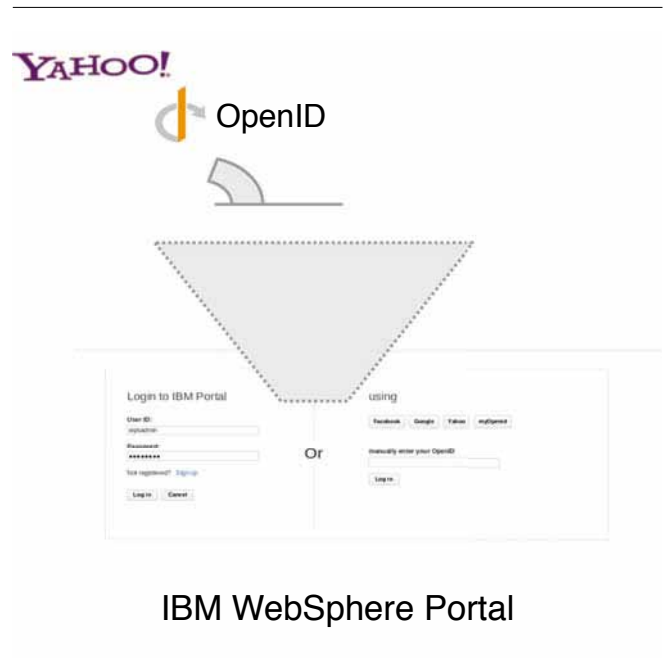 YAHOO!
OpenID
Login to IBM Portal
User ID:
wpsadmin
Password:
Not registered? Sign up
Log in Cancel
Or
using
Facebook Google Yahoo myOpenId
manually enter your OpenID
Log in
IBM WebSphere Portal